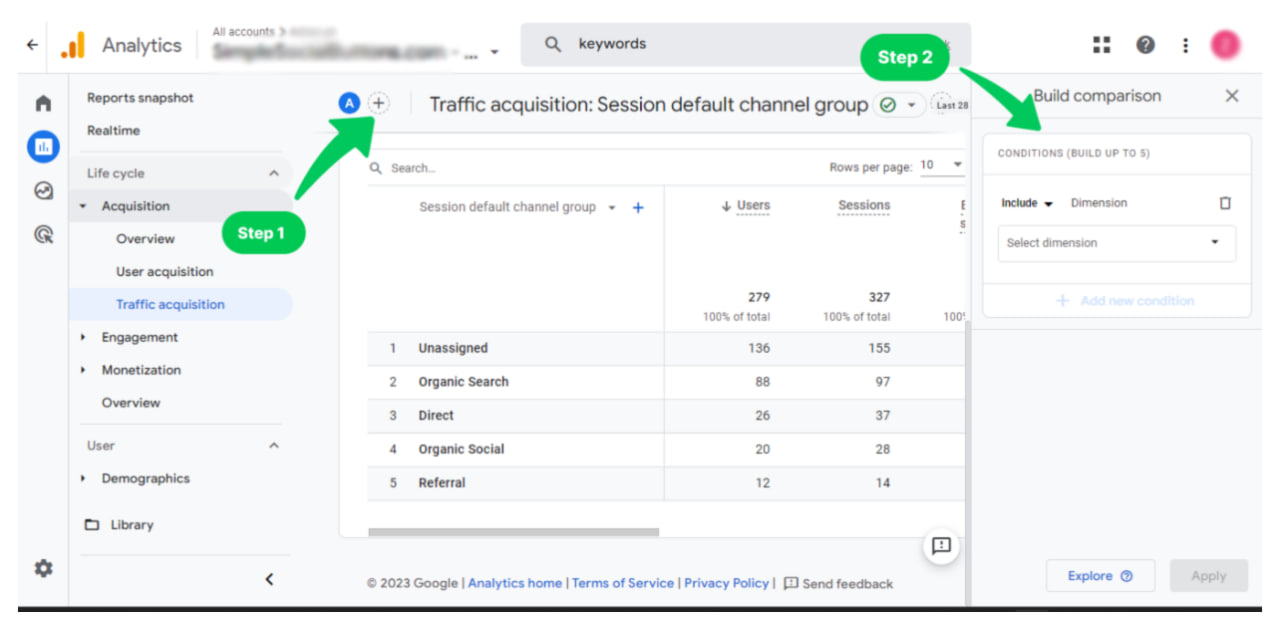 All accounts >
Analytics
keywords
Step 2
Reports snapshot
Realtime
Life cycle
Acquisition
Overview
User acquisition
Traffic acquisition
Engagement
Monetization
Overview
User
Demographics
Library
Step 1
A
Traffic acquisition: Session default channel group
Last 28
Search...
Rows per page: 10
Session default channel group
Users
Sessions
E
s
279
327
100% of total
100% of total
100%
1 Unassigned 136 155
2 Organic Search 88 97
3 Direct 26 37
4 Organic Social 20 28
5 Referral 12 14
© 2023 Google | Analytics home | Terms of Service | Privacy Policy | Send feedback
Build comparison
CONDITIONS (BUILD UP TO 5)
Include Dimension
Select dimension
+ Add new condition
Explore
Apply